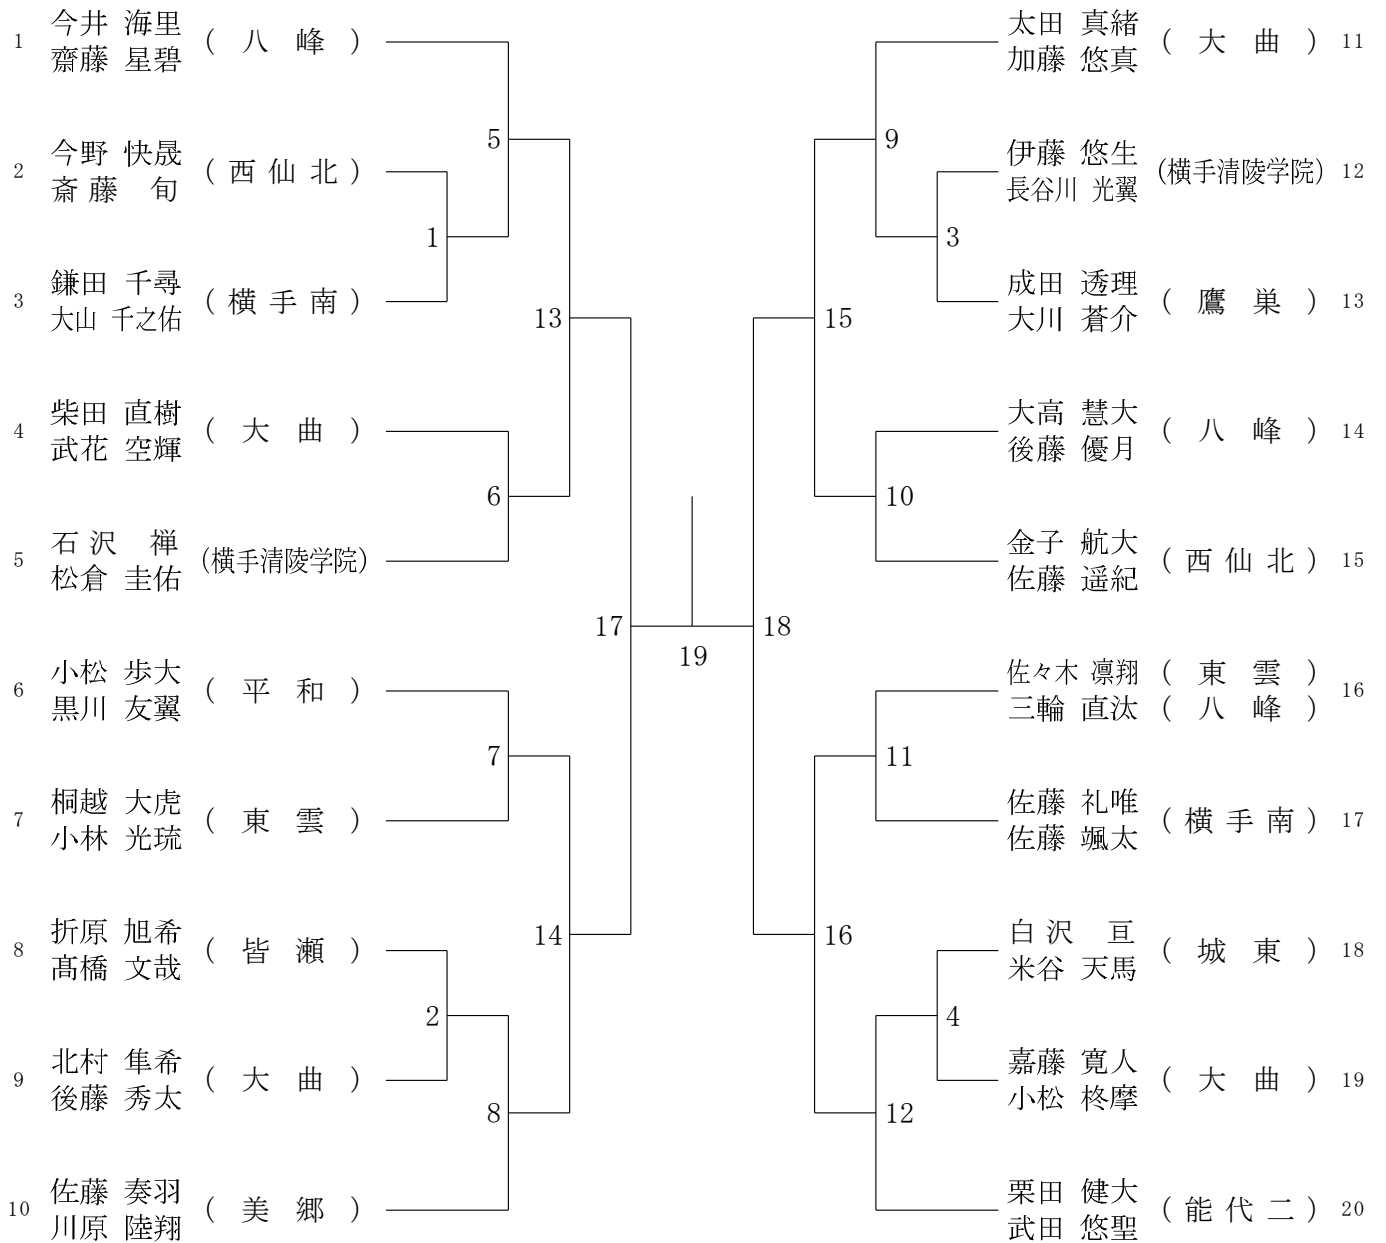 1 今井 海里 齋藤 星碧 ( 八 峰 )
2 今野 快晟 斎藤 旬 ( 西 仙 北 )
3 鎌田 千尋 大山 千之佑 ( 横 手 南 )
4 柴田 直樹 武花 空輝 ( 大 曲 )
5 石沢 禅 松倉 圭佑 (横手清陵学院)
6 小松 歩大 黒川 友翼 ( 平 和 )
7 桐越 大虎 小林 光琉 ( 東 雲 )
8 折原 旭希 髙橋 文哉 ( 皆 瀬 )
9 北村 隼希 後藤 秀太 ( 大 曲 )
10 佐藤 奏羽 川原 陸翔 ( 美 郷 )
5
1
13
6
17
7
14
2
8
19
9
3
15
10
18
11
16
4
12
太田 真緒 加藤 悠真 ( 大 曲 ) 11
伊藤 悠生 長谷川 光翼 (横手清陵学院) 12
成田 透理 大川 蒼介 ( 鷹 巣 ) 13
大高 慧大 後藤 優月 ( 八 峰 ) 14
金子 航大 佐藤 遥紀 ( 西 仙 北 ) 15
佐々木 凛翔 ( 東 雲 ) 三輪 直汰 ( 八 峰 ) 16
佐藤 礼唯 佐藤 颯太 ( 横 手 南 ) 17
白沢 亘 米谷 天馬 ( 城 東 ) 18
嘉藤 寛人 小松 柊摩 ( 大 曲 ) 19
栗田 健大 武田 悠聖 ( 能 代 二 ) 20